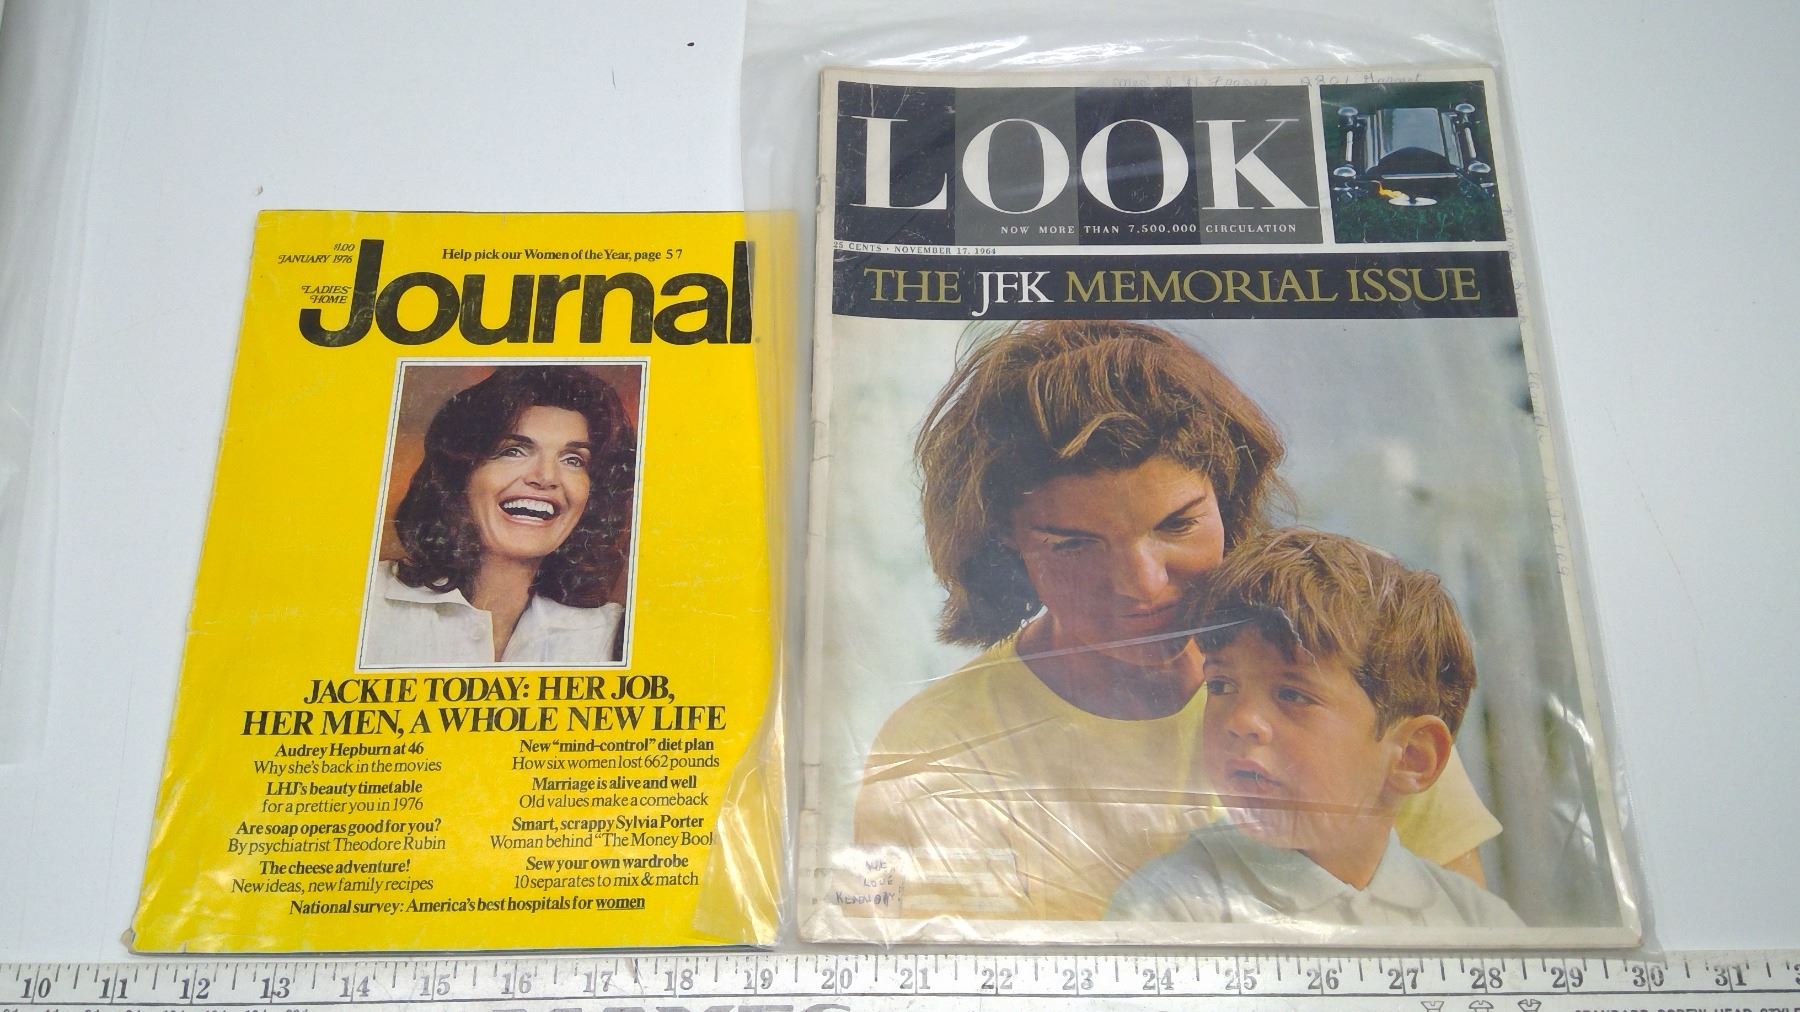 $1.00
JANUARY 1976
Help pick our Women of the Year, page 57
LADIES'
HOME
Journal
JACKIE TODAY: HER JOB,
HER MEN, A WHOLE NEW LIFE
Audrey Hepburn at 46
Why she's back in the movies
LHJ's beauty timetable
for a prettier you in 1976
Are soap operas good for you?
By psychiatrist Theodore Rubin
The cheese adventure!
New ideas, new family recipes
New "mind-control" diet plan
How six women lost 662 pounds
Marriage is alive and well
Old values make a comeback
Smart, scrappy Sylvia Porter
Woman behind "The Money Book
Sew your own wardrobe
10 separates to mix & match
National survey: America's best hospitals for women
LOOK
NOW MORE THAN 7,500,000 CIRCULATION
25 CENTS · NOVEMBER 17, 1964
THE JFK MEMORIAL ISSUE
WE
LOVE
KENNEDY!
10 11 12 13 14 15 16 17 18 19 20 21 22 23 24 25 26 27 28 29 30 31